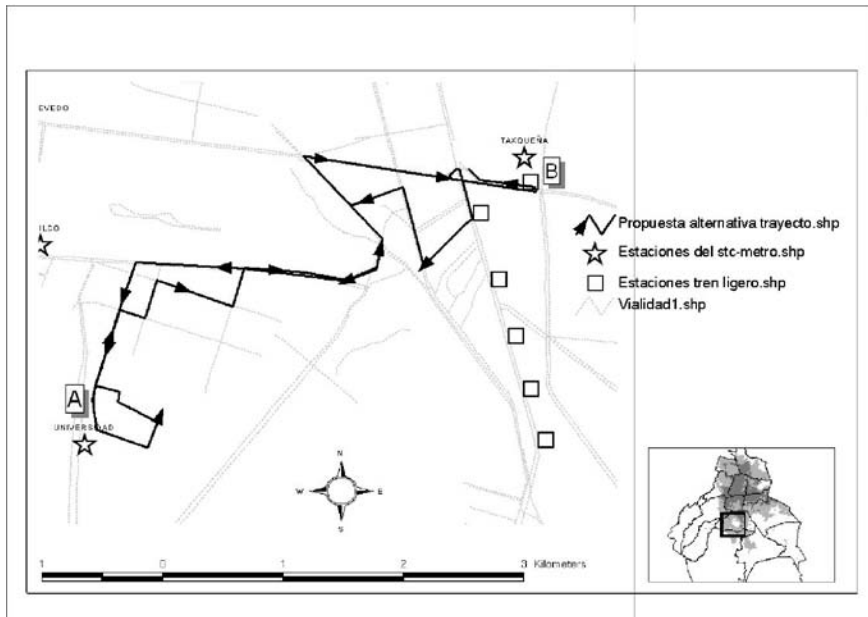 EVEDO
TAXQUEÑA
B
ILCO
Propuesta alternativa trayecto.shp
Estaciones del stc-metro.shp
Estaciones tren ligero.shp
Vialidad1.shp
A
UNIVERSIDAD
N
W E
S
1 0 1 2 3 Kilometers